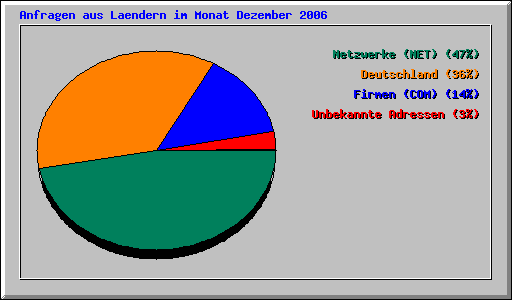 Anfragen aus Laendern im Monat Dezember 2006
Netzwerke (NET) (47%)
Deutschland (36%)
Firmen (COM) (14%)
Unbekannte Adressen (3%)